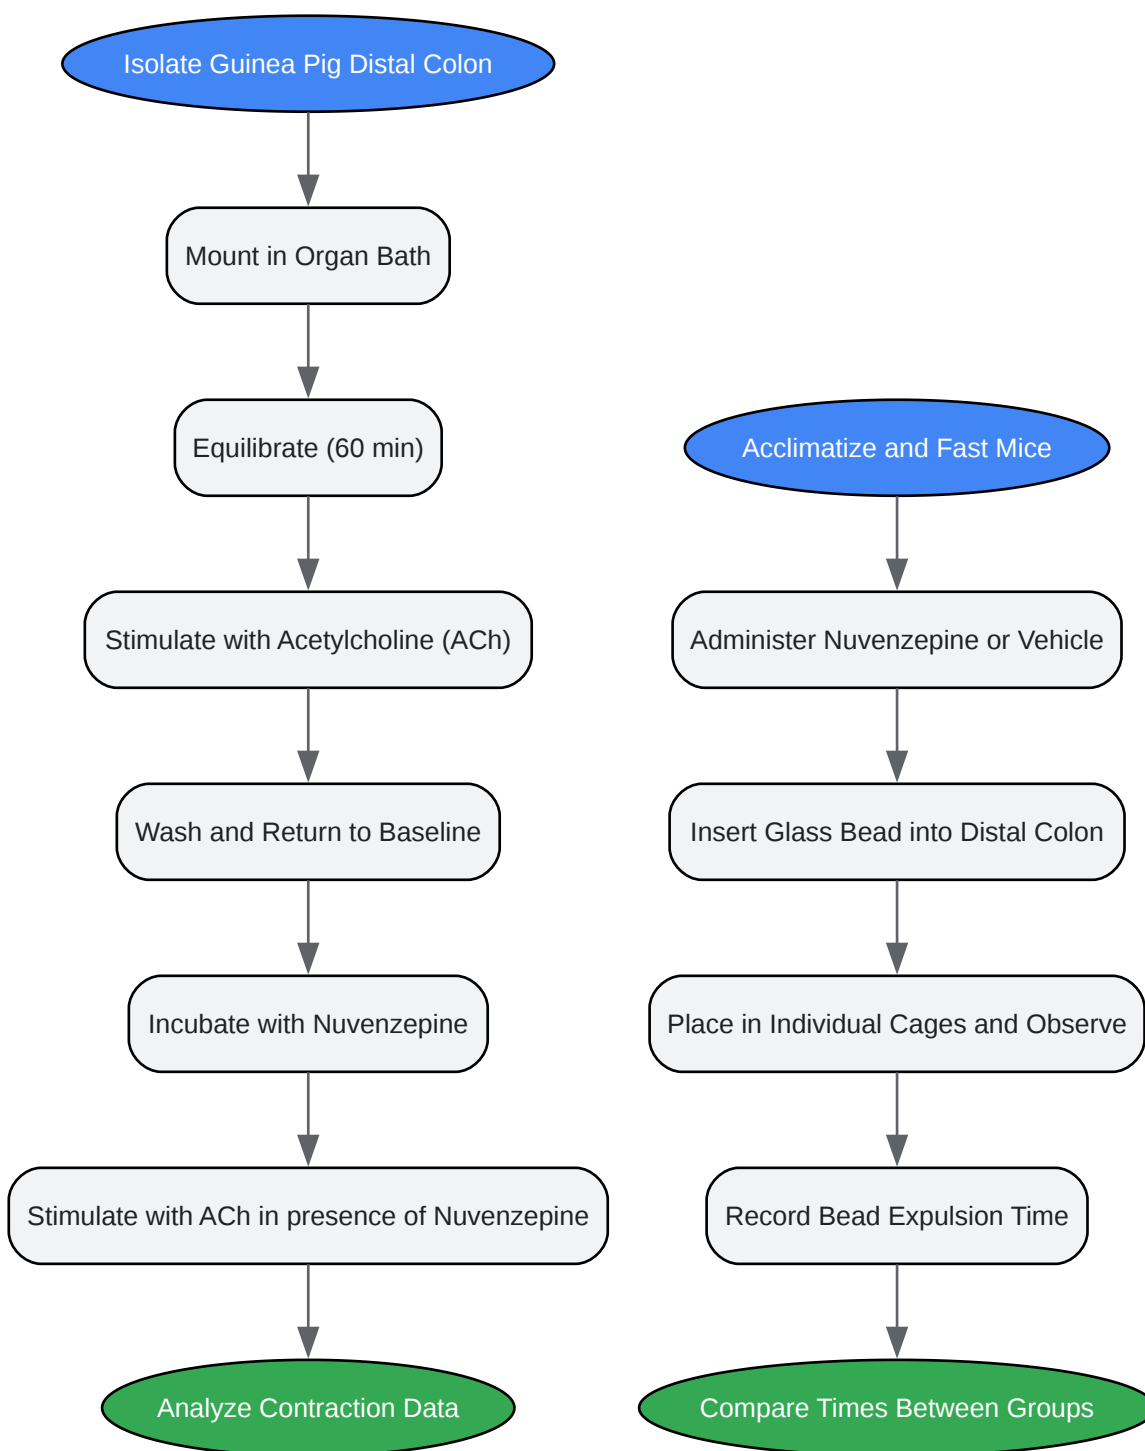 Isolate Guinea Pig Distal Colon
Mount in Organ Bath
Equilibrate (60 min)
Stimulate with Acetylcholine (ACh)
Wash and Return to Baseline
Incubate with Nuvenzepine
Stimulate with ACh in presence of Nuvenzepine
Analyze Contraction Data
Acclimatize and Fast Mice
Administer Nuvenzepine or Vehicle
Insert Glass Bead into Distal Colon
Place in Individual Cages and Observe
Record Bead Expulsion Time
Compare Times Between Groups